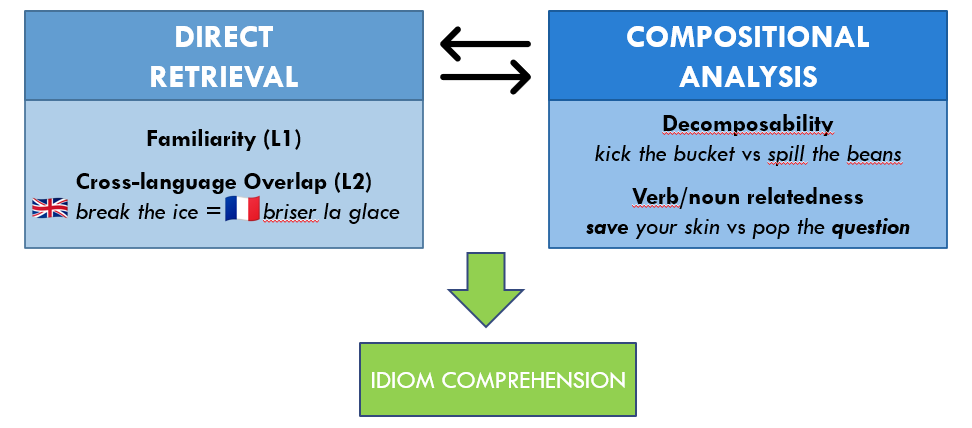 DIRECT
RETRIEVAL
Familiarity (L1)
Cross-language Overlap (L2)
break the ice = briser la glace
COMPOSITIONAL
ANALYSIS
Decomposability
kick the bucket vs spill the beans
Verb/noun relatedness
save your skin vs pop the question
IDIOM COMPREHENSION